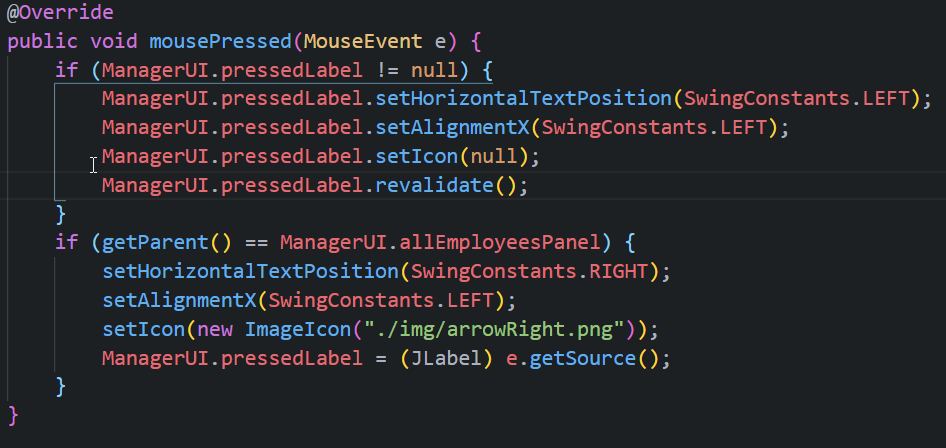 @Override
public void mousePressed(MouseEvent e) {
    if (ManagerUI.pressedLabel != null) {
        ManagerUI.pressedLabel.setHorizontalTextPosition(SwingConstants.LEFT);
        ManagerUI.pressedLabel.setAlignmentX(SwingConstants.LEFT);
        ManagerUI.pressedLabel.setIcon(null);
        ManagerUI.pressedLabel.revalidate();
    }
    if (getParent() == ManagerUI.allEmployeesPanel) {
        setHorizontalTextPosition(SwingConstants.RIGHT);
        setAlignmentX(SwingConstants.LEFT);
        setIcon(new ImageIcon("./img/arrowRight.png"));
        ManagerUI.pressedLabel = (JLabel) e.getSource();
    }
}